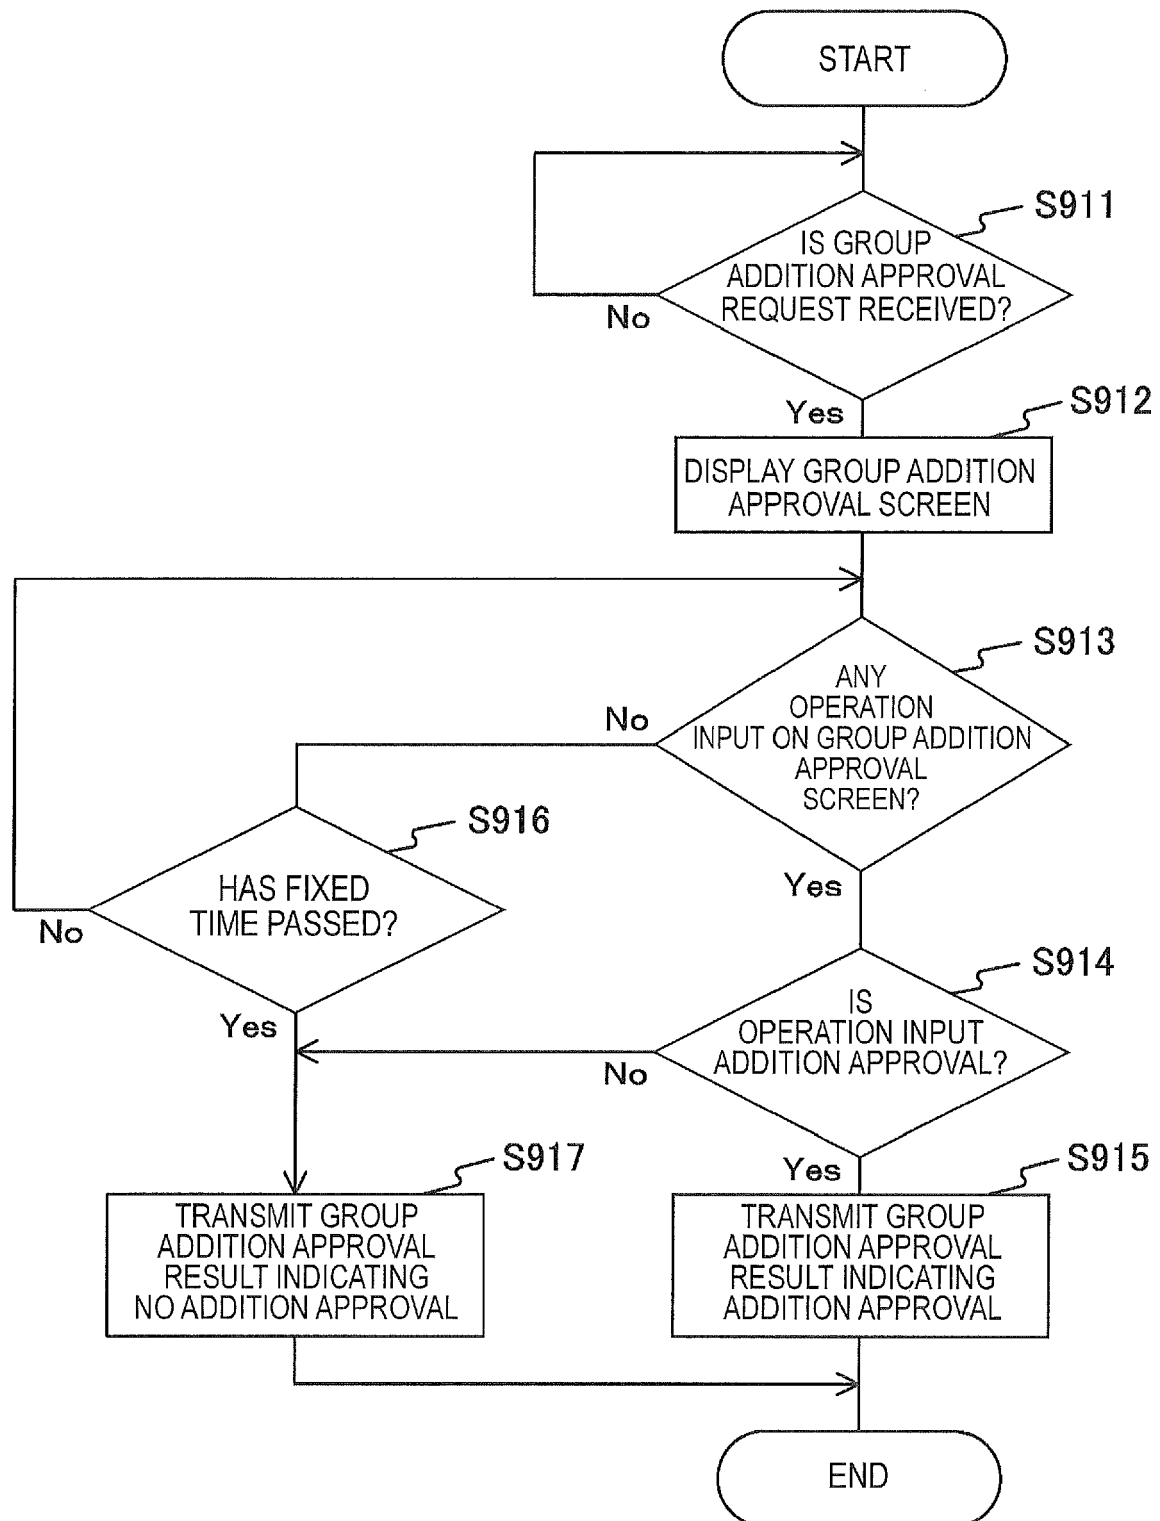 START
S911
IS GROUP
ADDITION APPROVAL
REQUEST RECEIVED?
No
Yes
S912
DISPLAY GROUP ADDITION
APPROVAL SCREEN
S913
ANY
OPERATION
INPUT ON GROUP ADDITION
APPROVAL
SCREEN?
No
Yes
S916
HAS FIXED
TIME PASSED?
No
Yes
S914
IS
OPERATION INPUT
ADDITION APPROVAL?
No
Yes
S917
TRANSMIT GROUP
ADDITION APPROVAL
RESULT INDICATING
NO ADDITION APPROVAL
S915
TRANSMIT GROUP
ADDITION APPROVAL
RESULT INDICATING
ADDITION APPROVAL
END